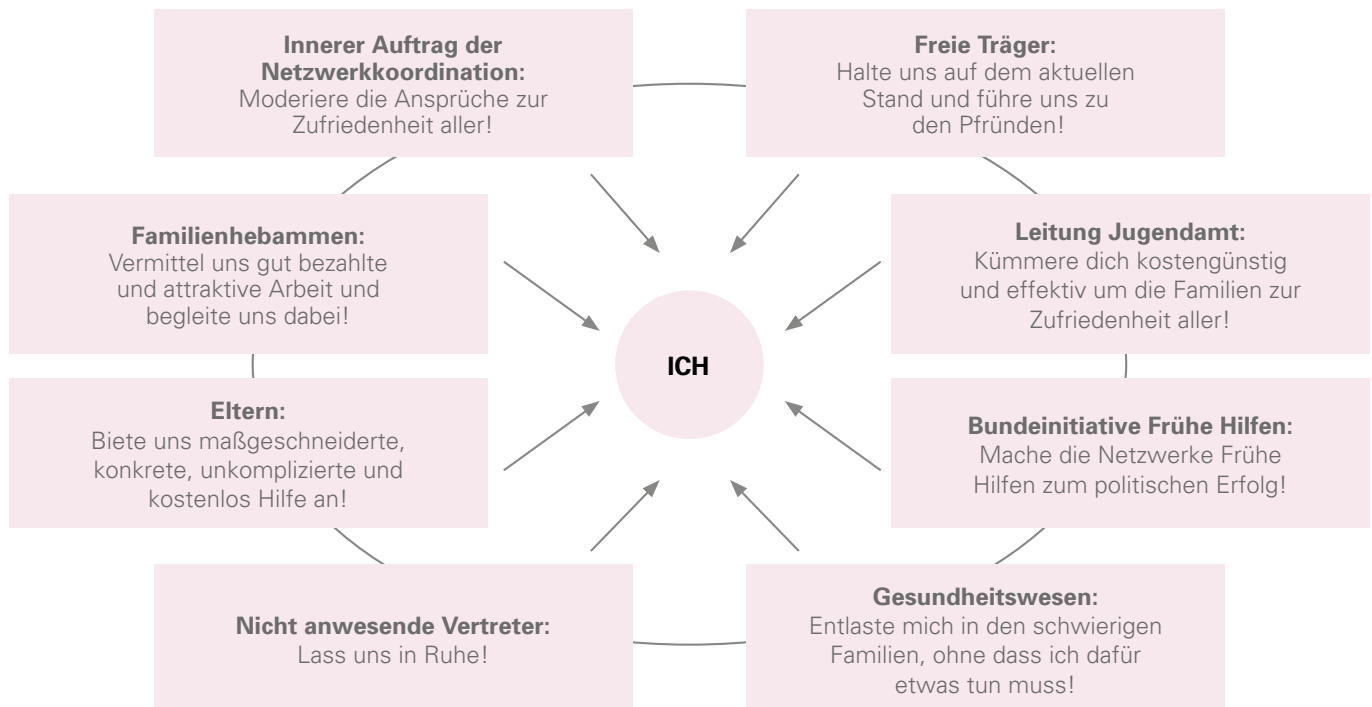 Innerer Auftrag der
Netzwerkkoordination:
Moderiere die Ansprüche zur
Zufriedenheit aller!
Freie Träger:
Halte uns auf dem aktuellen
Stand und führe uns zu
den Pfründen!
Familienhebammen:
Vermittel uns gut bezahlte
und attraktive Arbeit und
begleite uns dabei!
Leitung Jugendamt:
Kümmere dich kostengünstig
und effektiv um die Familien zur
Zufriedenheit aller!
ICH
Eltern:
Biete uns maßgeschneiderte,
konkrete, unkomplizierte und
kostenlos Hilfe an!
Bundeinitiative Frühe Hilfen:
Mache die Netzwerke Frühe
Hilfen zum politischen Erfolg!
Nicht anwesende Vertreter:
Lass uns in Ruhe!
Gesundheitswesen:
Entlaste mich in den schwierigen
Familien, ohne dass ich dafür
etwas tun muss!